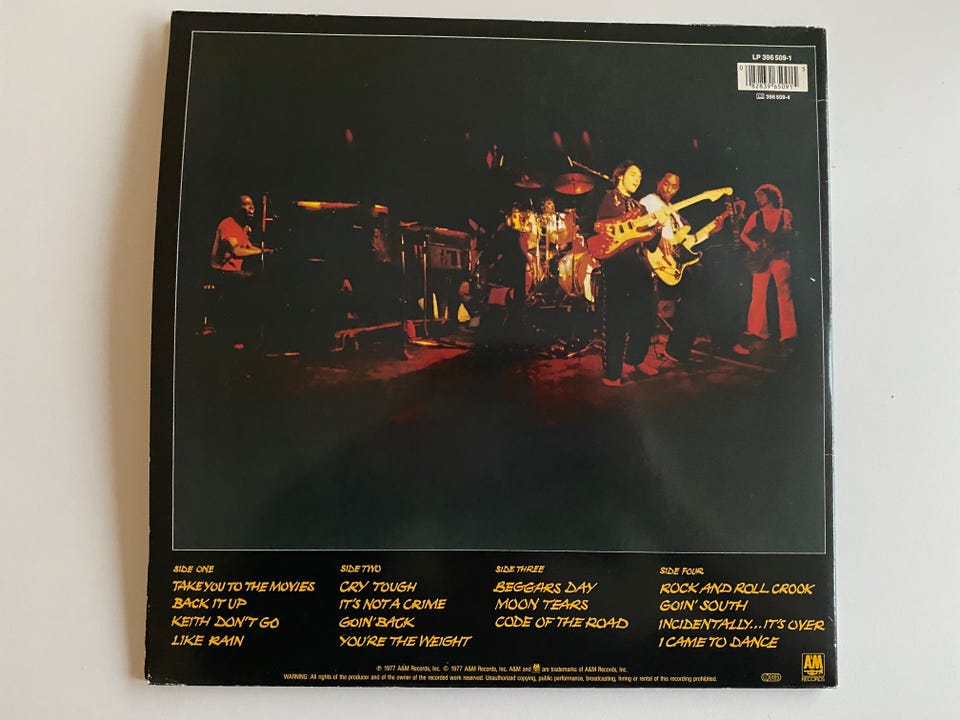 LP 396 509-1
0 82839 65091 5
396 509-4
SIDE ONE
TAKE YOU TO THE MOVIES
BACK IT UP
KEITH DON'T GO
LIKE RAIN
SIDE TWO
CRY TOUGH
IT'S NOT A CRIME
GOIN' BACK
YOU'RE THE WEIGHT
SIDE THREE
BEGGARS DAY
MOON TEARS
CODE OF THE ROAD
SIDE FOUR
ROCK AND ROLL CROOK
GOIN' SOUTH
INCIDENTALLY...IT'S OVER
I CAME TO DANCE
℗ 1977 A&M Records, Inc. © 1977 A&M Records, Inc. A&M and A&M are trademarks of A&M Records, Inc.
WARNING: All rights of the producer and of the owner of the recorded work reserved. Unauthorized copying, public performance, broadcasting, hiring or rental of this recording prohibited.
A&M
RECORDS